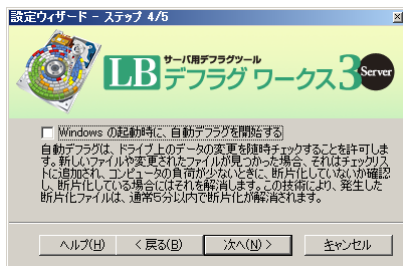 設定ウィザード - ステップ 4/5
サーバ用デフラグツール
LB デフラグ ワークス3 Server
Windows の起動時に、自動デフラグを開始する
自動デフラグは、ドライブ上のデータの変更を随時チェックすることを許可しま
す。新しいファイルや変更されたファイルが見つかった場合、それはチェックリス
トに追加され、コンピュータの負荷が少ないときに、断片化していないか確認
し、断片化している場合にはそれを解消します。この技術により、発生した
断片化ファイルは、通常5分以内で断片化が解消されます。
ヘルプ(H)
< 戻る(B)
次へ(N) >
キャンセル